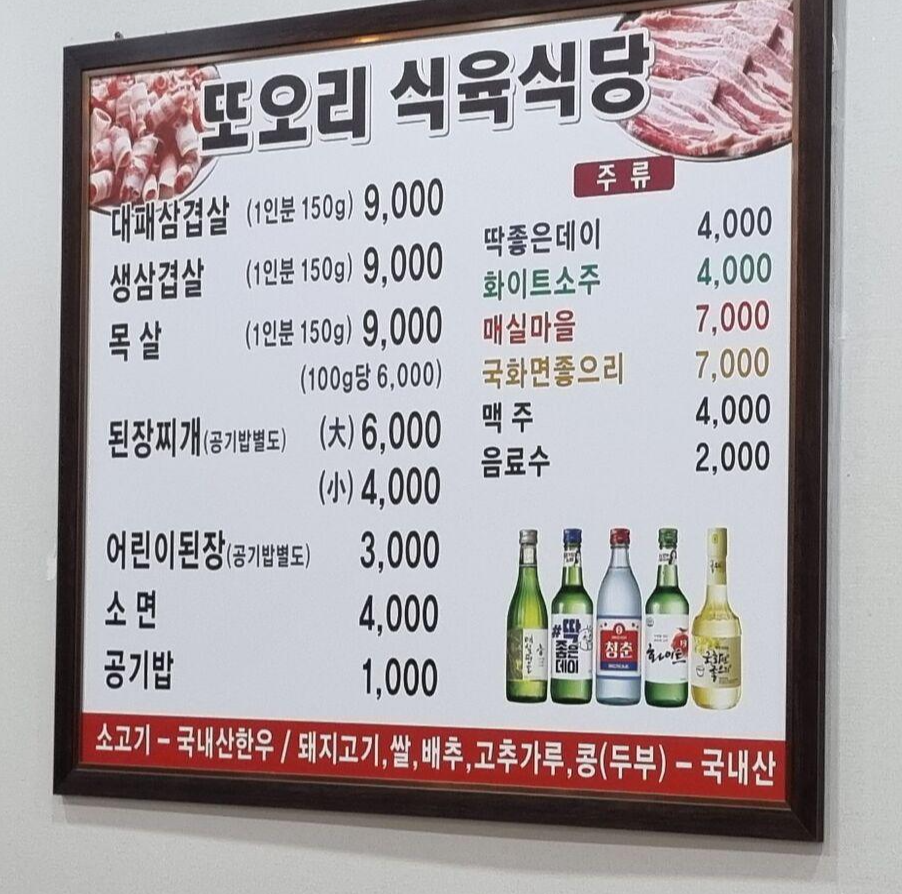 또오리 식육식당
대패삼겹살 (1인분 150g) 9,000
생삼겹살 (1인분 150g) 9,000
목살 (1인분 150g) 9,000
(100g당 6,000)
된장찌개(공기밥별도) (大) 6,000
(小) 4,000
어린이된장(공기밥별도) 3,000
소면 4,000
공기밥 1,000
주류
딱좋은데이 4,000
화이트소주 4,000
매실마을 7,000
국화면좋으리 7,000
맥주 4,000
음료수 2,000
#딱
좋은
데이
청춘
화이트
소고기 - 국내산한우 / 돼지고기,쌀,배추,고추가루,콩(두부) - 국내산